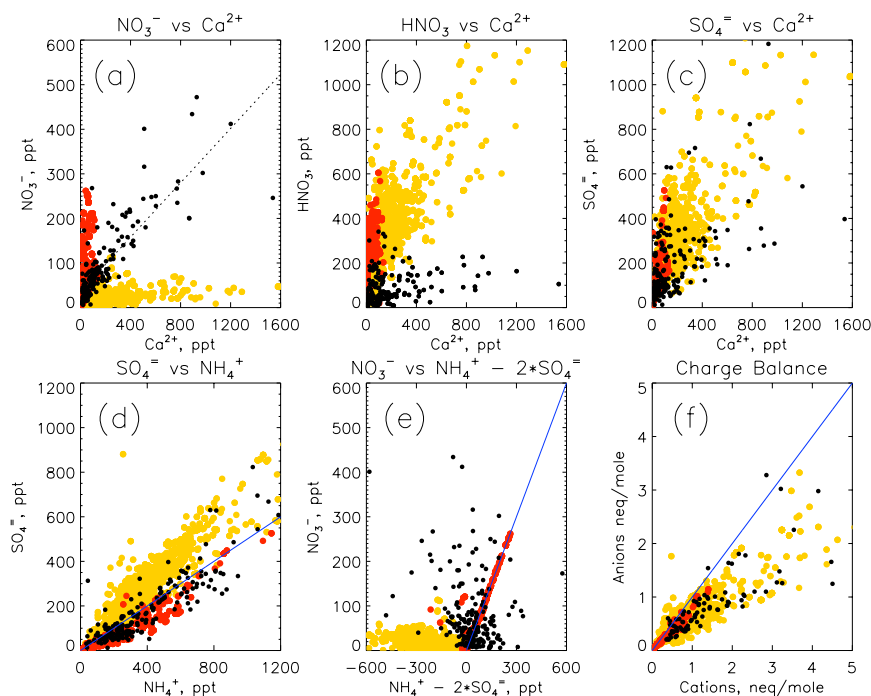 NO₃⁻ vs Ca²⁺
HNO₃ vs Ca²⁺
SO₄⁼ vs Ca²⁺
(a)
(b)
(c)
NO₃⁻, ppt
HNO₃, ppt
SO₄⁼, ppt
600
500
400
300
200
100
0
1200
1000
800
600
400
200
0
1200
1000
800
600
400
200
0
0 400 800 1200 1600
0 400 800 1200 1600
0 400 800 1200 1600
Ca²⁺, ppt
Ca²⁺, ppt
Ca²⁺, ppt
SO₄⁼ vs NH₄⁺
NO₃⁻ vs NH₄⁺ − 2*SO₄⁼
Charge Balance
(d)
(e)
(f)
SO₄⁼, ppt
NO₃⁻, ppt
Anions neq/mole
1200
1000
800
600
400
200
0
600
500
400
300
200
100
0
5
4
3
2
1
0
0 400 800 1200
−600 −300 0 300 600
0 1 2 3 4 5
NH₄⁺, ppt
NH₄⁺ − 2*SO₄⁼, ppt
Cations, neq/mole